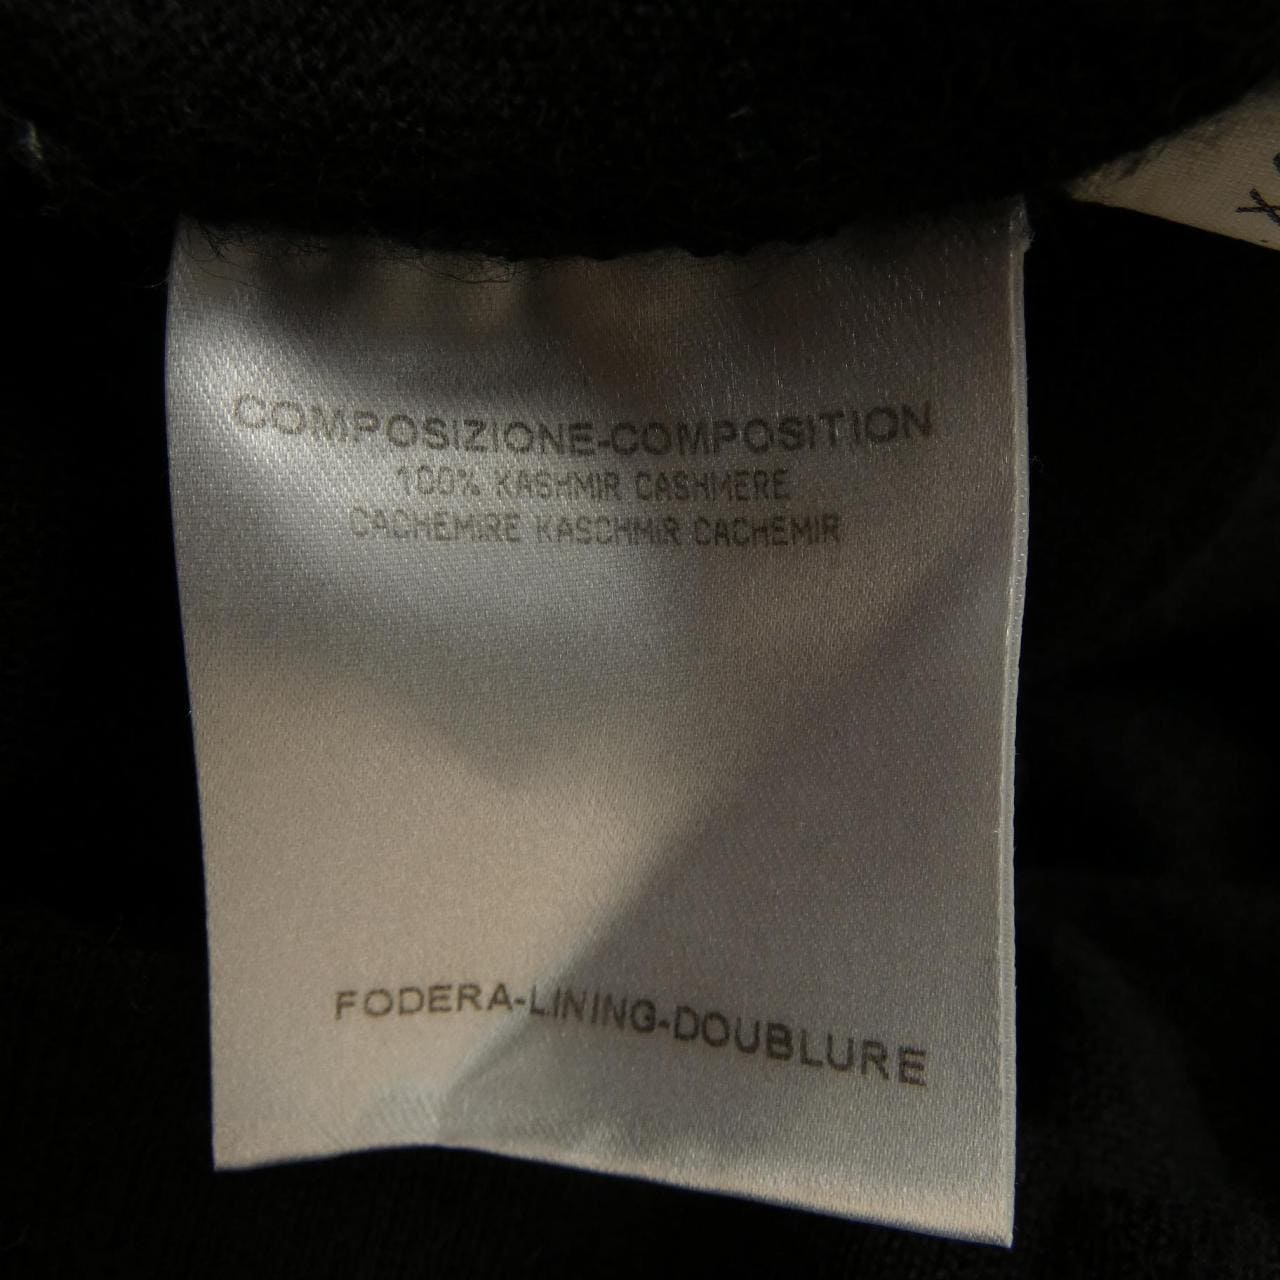 COMPOSIZIONE-COMPOSITION
100% KASHMIR CASHMERE
CACHEMIRE KASCHMIR CACHEMIR
FODERA-LINING-DOUBLURE